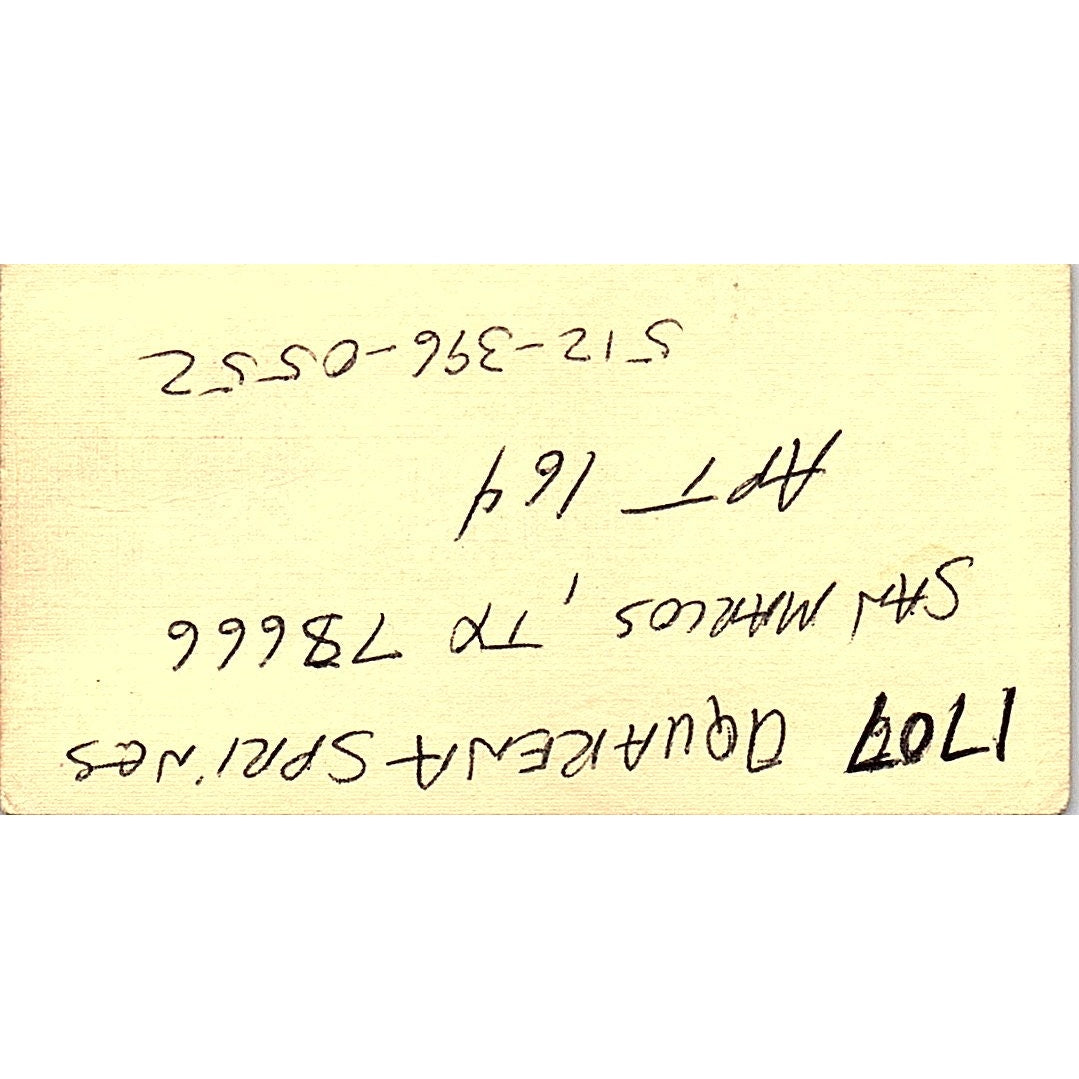 1707 AQUARENA SPRINGS
SAN MARCOS, TX 78666
APT 164
512-396-0552